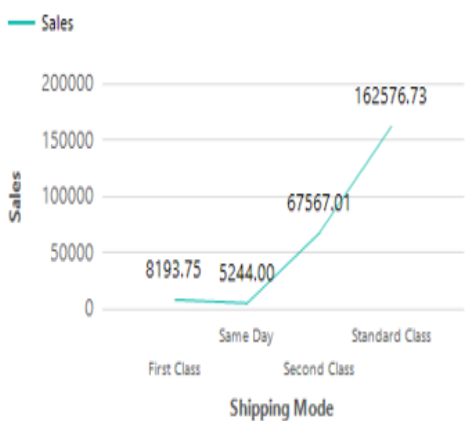 Sales
200000
162576.73
150000
Sales
100000
67567.01
50000
8193.75
5244.00
0
Same Day
Standard Class
First Class
Second Class
Shipping Mode